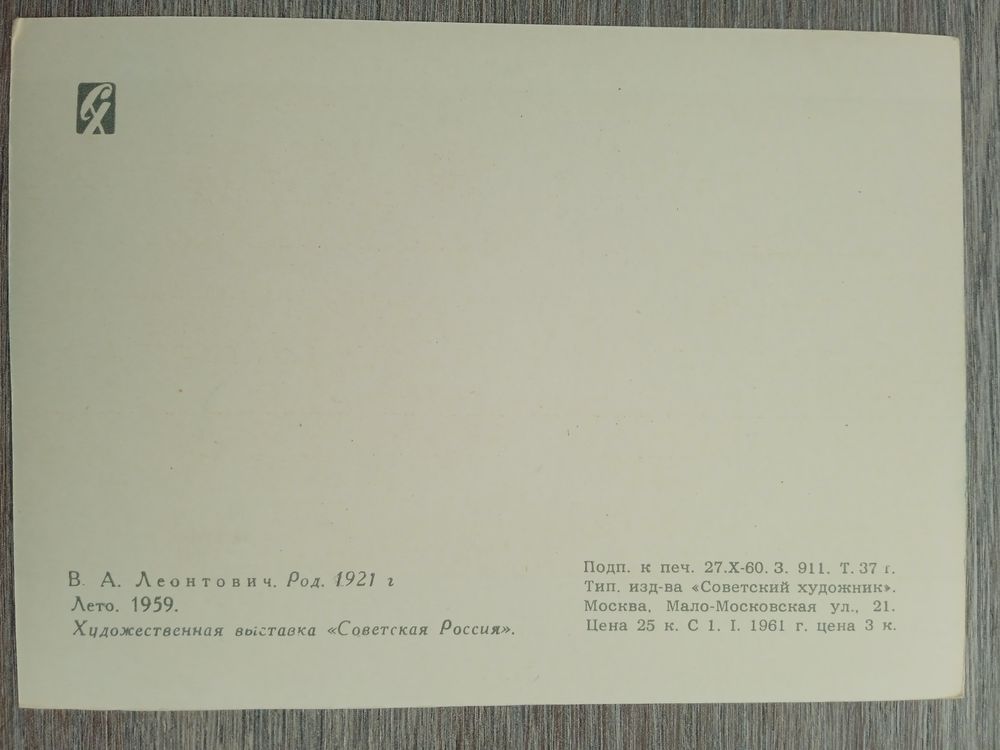 СХ
В. А. Леонтович. Род. 1921 г
Лето. 1959.
Художественная выставка «Советская Россия».
Подп. к печ. 27.X-60. З. 911. Т. 37 г.
Тип. изд-ва «Советский художник».
Москва, Мало-Московская ул., 21.
Цена 25 к. С 1. I. 1961 г. цена 3 к.